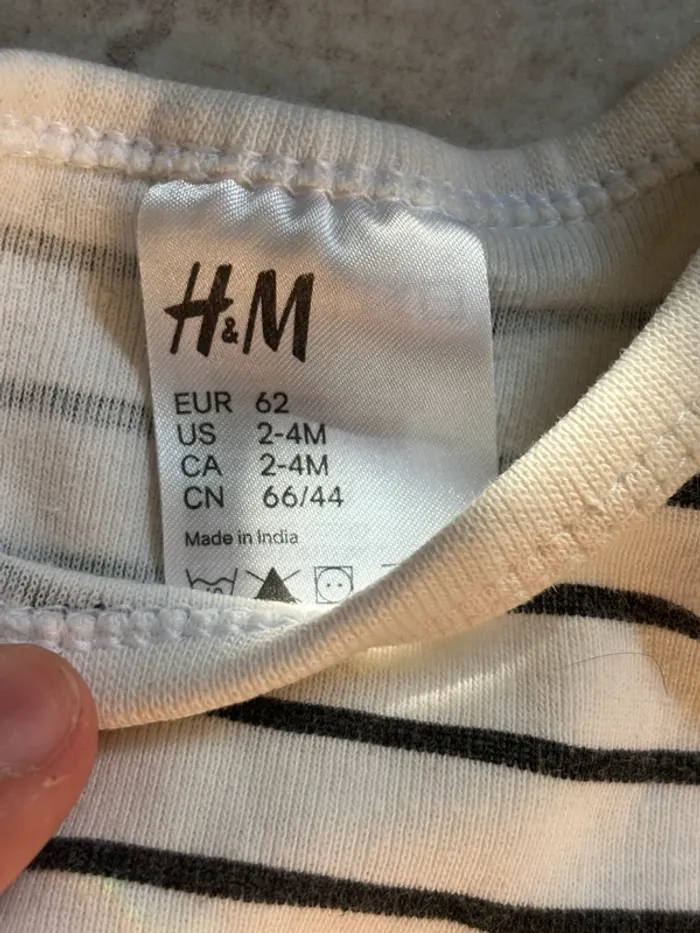 H&M
EUR 62
US 2-4M
CA 2-4M
CN 66/44
Made in India